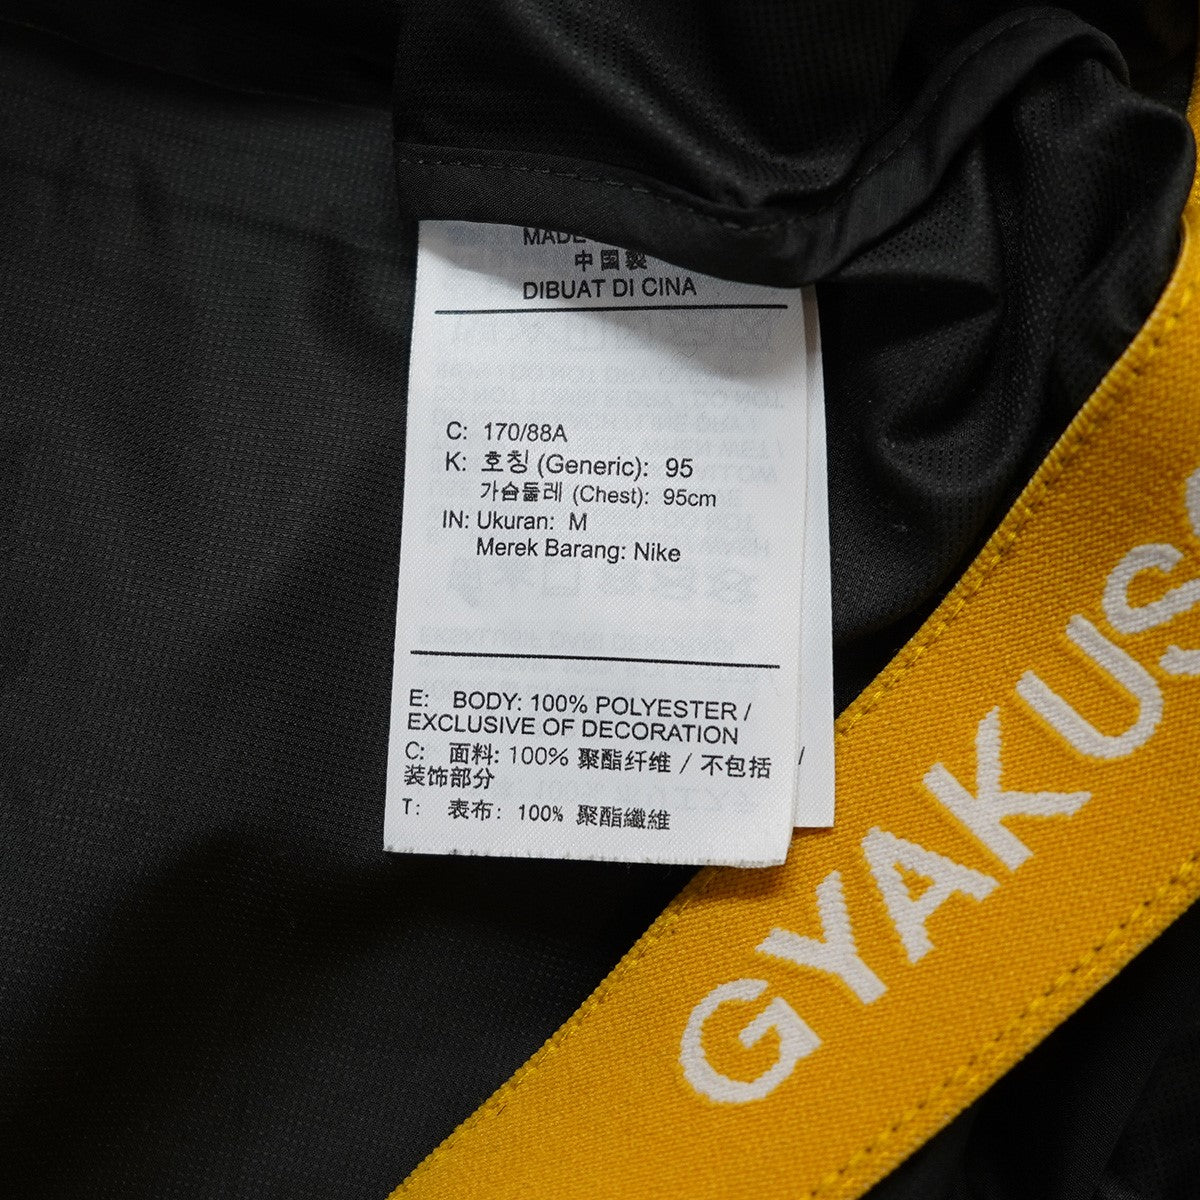 MADE
中国製
DIBUAT DI CINA
C: 170/88A
K: 호칭 (Generic): 95
가슴둘레 (Chest): 95cm
IN: Ukuran: M
Merek Barang: Nike
E: BODY: 100% POLYESTER /
EXCLUSIVE OF DECORATION
C: 面料: 100% 聚酯纤维 / 不包括
装饰部分
T: 表布: 100% 聚酯纖維
GYAKUS